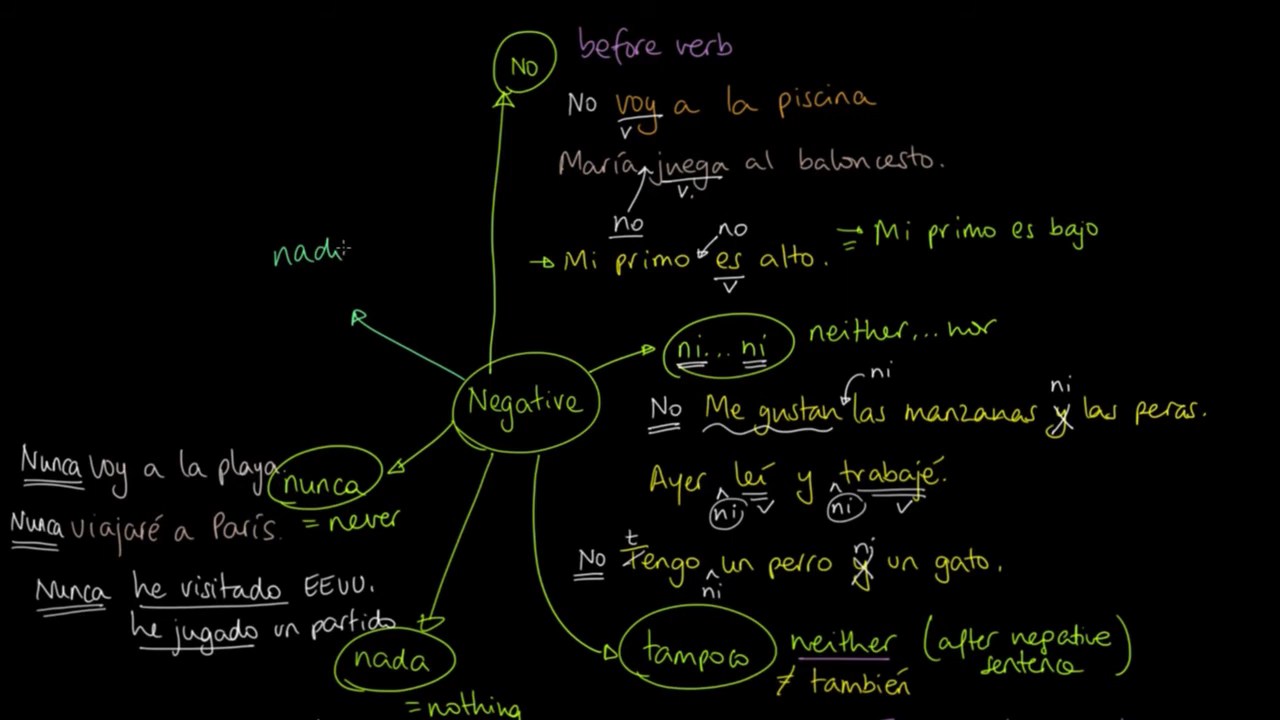 NO
before verb
No voy a la piscina
v
María juega al baloncesto.
v.
no
no
→ Mi primo es alto.
v
⇒ Mi primo es bajo
nadi
ni... ni
neither... nor
ni
ni
No Me gustan las manzanas y las peras.
Negative
Ayer leí y trabajé.
ni v ni v
Nunca voy a la playa.
nunca
= never
Nunca viajaré a París.
t
ni
No Tengo un perro y un gato.
ni
Nunca he visitado EEUU.
he jugado un partido
tampoco
neither (after negative
sentence)
≠ también
nada
= nothing